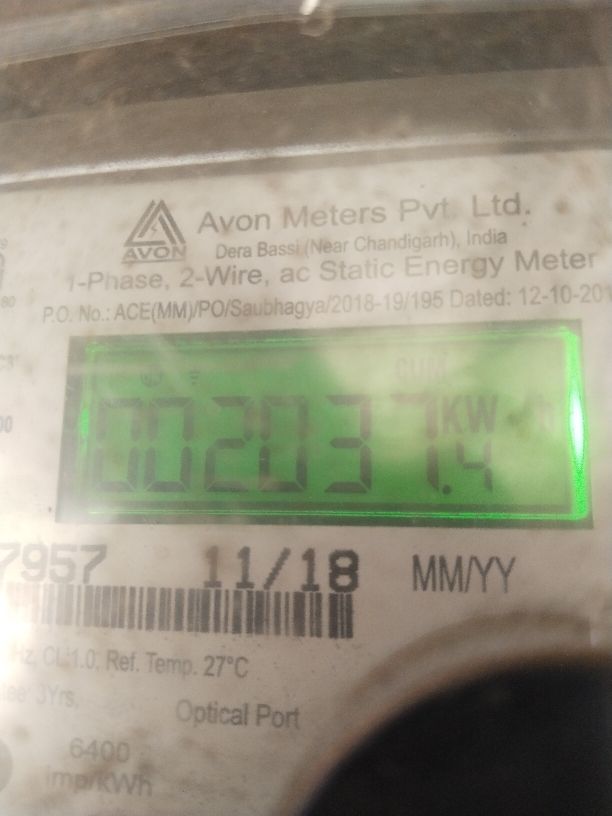 AVON
Avon Meters Pvt. Ltd.
Dera Bassi (Near Chandigarh), India
1-Phase, 2-Wire, ac Static Energy Meter
P.O. No.: ACE(MM)/PO/Saubhagya/2018-19/195 Dated: 12-10-201
CUM
002037.4 KW h
7957 11/18 MM/YY
Hz, CL 1.0, Ref. Temp. 27°C
3Yrs.
Optical Port
6400
imp/kWh